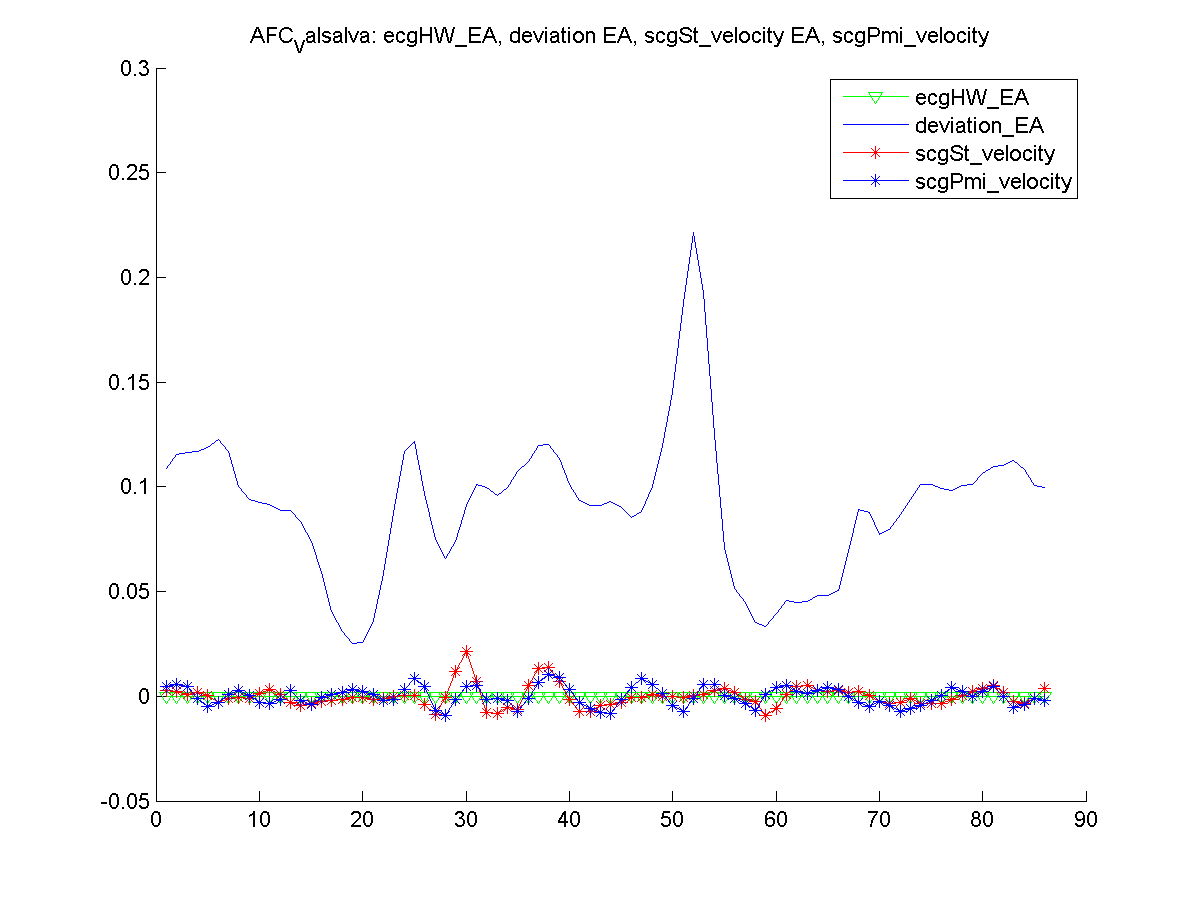 AFCValsalva: ecgHW_EA, deviation EA, scgSt_velocity EA, scgPmi_velocity
0.3
ecgHW_EA
deviation_EA
scgSt_velocity
scgPmi_velocity
0.25
0.2
0.15
0.1
0.05
0
-0.05
0 10 20 30 40 50 60 70 80 90